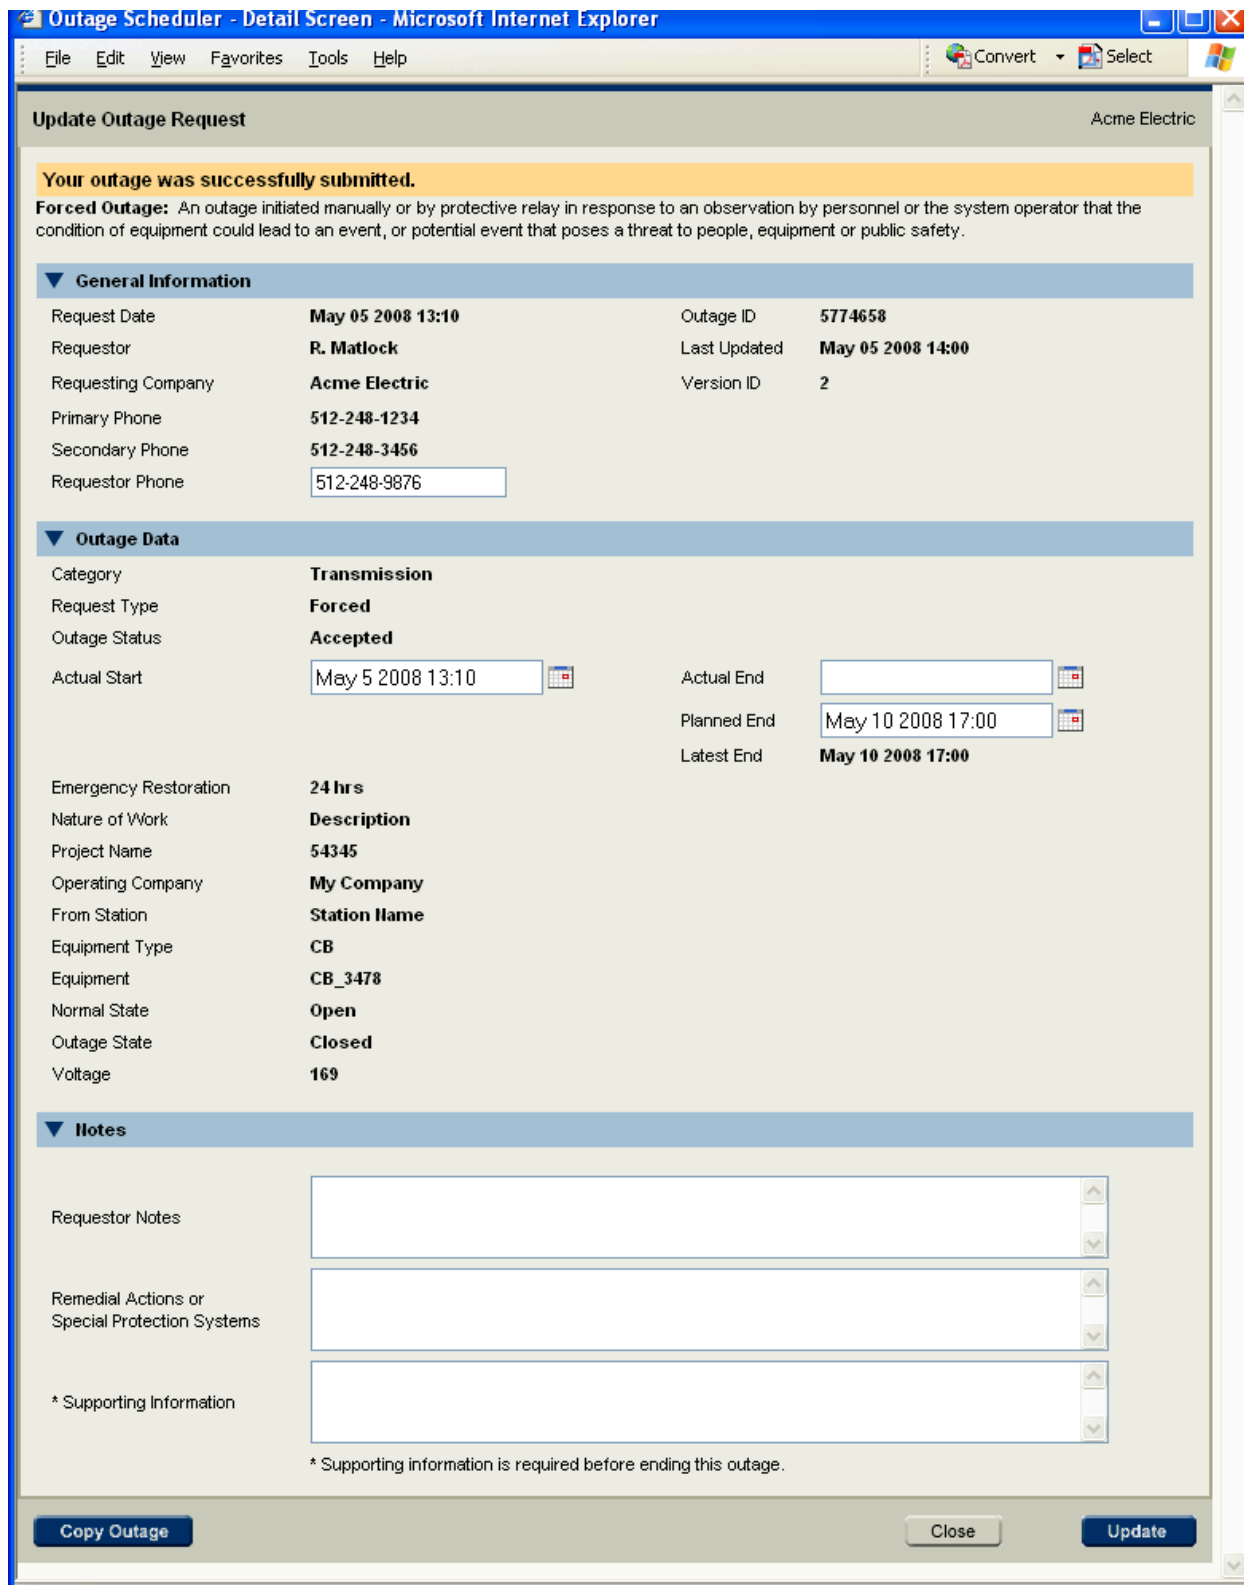 Outage Scheduler - Detail Screen - Microsoft Internet Explorer
File Edit View Favorites Tools Help Convert Select
Update Outage Request Acme Electric
Your outage was successfully submitted.
Forced Outage: An outage initiated manually or by protective relay in response to an observation by personnel or the system operator that the
condition of equipment could lead to an event, or potential event that poses a threat to people, equipment or public safety.
General Information
Request Date May 05 2008 13:10 Outage ID 5774658
Requestor R. Matlock Last Updated May 05 2008 14:00
Requesting Company Acme Electric Version ID 2
Primary Phone 512-248-1234
Secondary Phone 512-248-3456
Requestor Phone 512-248-9876
Outage Data
Category Transmission
Request Type Forced
Outage Status Accepted
Actual Start May 5 2008 13:10 Actual End
Planned End May 10 2008 17:00
Latest End May 10 2008 17:00
Emergency Restoration 24 hrs
Nature of Work Description
Project Name 54345
Operating Company My Company
From Station Station Name
Equipment Type CB
Equipment CB_3478
Normal State Open
Outage State Closed
Voltage 169
Notes
Requestor Notes
Remedial Actions or
Special Protection Systems
* Supporting Information
* Supporting information is required before ending this outage.
Copy Outage Close Update